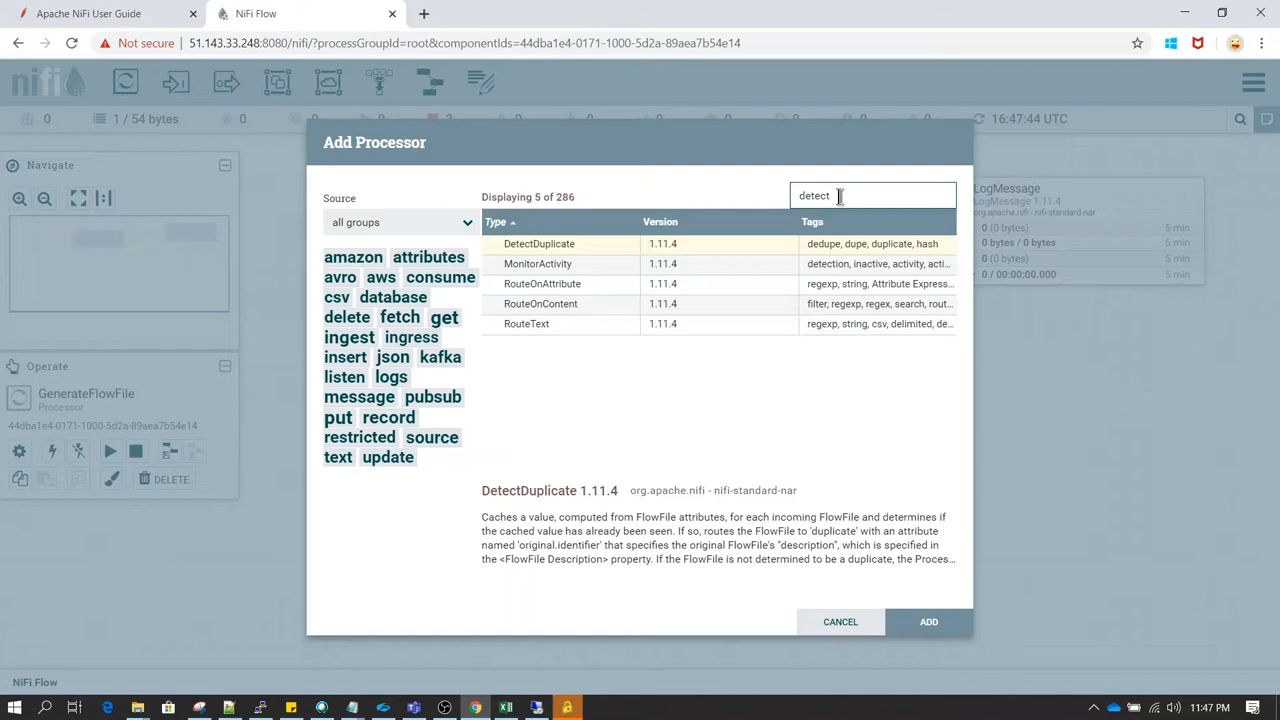 Apache NiFi User Guide
NiFi Flow
Not secure
51.143.33.248:8080/nifi/?processGroupId=root&componentIds=44dba1e4-0171-1000-5d2a-89aea7b54e14
nifi
0
1 / 54 bytes
0
0
16:47:44 UTC
Navigate
Operate
GenerateFlowFile
Processor
44dba1e4-0171-1000-5d2a-89aea7b54e14
DELETE
Add Processor
Source
Displaying 5 of 286
detect
all groups
Type
Version
Tags
DetectDuplicate
1.11.4
dedupe, dupe, duplicate, hash
MonitorActivity
1.11.4
detection, inactive, activity, acti...
RouteOnAttribute
1.11.4
regexp, string, Attribute Express...
RouteOnContent
1.11.4
filter, regexp, regex, search, rout...
RouteText
1.11.4
regexp, string, csv, delimited, de...
amazon attributes
avro aws consume
csv database
delete fetch get
ingest ingress
insert json kafka
listen logs
message pubsub
put record
restricted source
text update
DetectDuplicate 1.11.4
org.apache.nifi - nifi-standard-nar
Caches a value, computed from FlowFile attributes, for each incoming FlowFile and determines if
the cached value has already been seen. If so, routes the FlowFile to 'duplicate' with an attribute
named 'original.identifier' that specifies the original FlowFile's "description", which is specified in
the <FlowFile Description> property. If the FlowFile is not determined to be a duplicate, the Proces...
CANCEL
ADD
LogMessage
LogMessage 1.11.4
org.apache.nifi - nifi-standard-nar
0 (0 bytes)
5 min
0 bytes / 0 bytes
5 min
0 (0 bytes)
5 min
0 / 00:00:00.000
5 min
NiFi Flow
11:47 PM